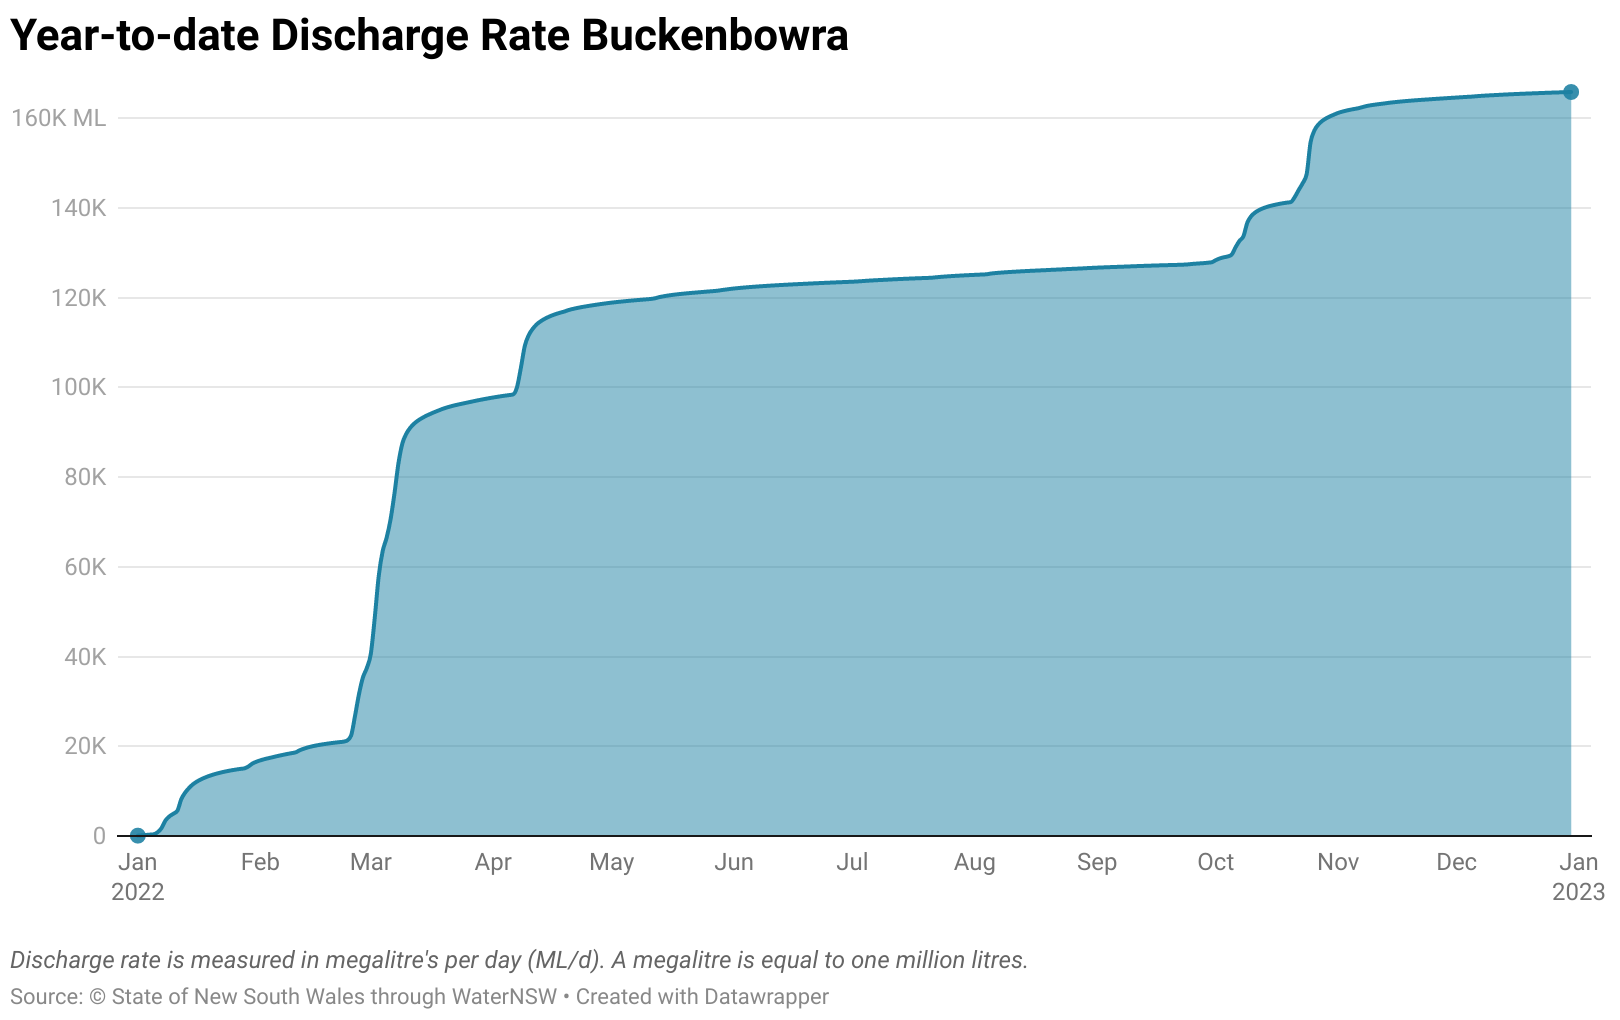 Year-to-date Discharge Rate Buckenbowra
160K ML
140K
120K
100K
80K
60K
40K
20K
0
Jan Feb Mar Apr May Jun Jul Aug Sep Oct Nov Dec Jan
2022 2023
Discharge rate is measured in megalitre's per day (ML/d). A megalitre is equal to one million litres.
Source: © State of New South Wales through WaterNSW • Created with Datawrapper